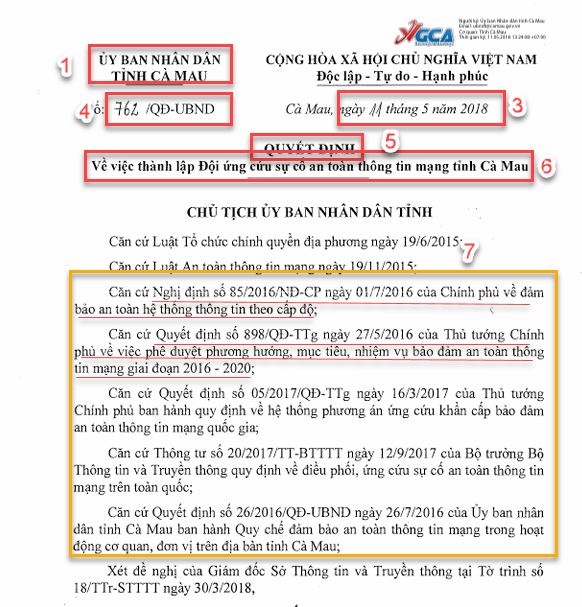 VGCA
Người ký: Ủy ban Nhân dân tỉnh Cà Mau
Email: ubnd@camau.gov.vn
Cơ quan: Tỉnh Cà Mau
Thời gian ký: 11.05.2018 13:24:08 +07:00
1
ỦY BAN NHÂN DÂN
TỈNH CÀ MAU
CỘNG HÒA XÃ HỘI CHỦ NGHĨA VIỆT NAM
Độc lập - Tự do - Hạnh phúc
4
Số: 762 /QĐ-UBND
Cà Mau, ngày 11 tháng 5 năm 2018
3
QUYẾT ĐỊNH
5
Về việc thành lập Đội ứng cứu sự cố an toàn thông tin mạng tỉnh Cà Mau
6
CHỦ TỊCH ỦY BAN NHÂN DÂN TỈNH
Căn cứ Luật Tổ chức chính quyền địa phương ngày 19/6/2015;
7
Căn cứ Luật An toàn thông tin mạng ngày 19/11/2015;
Căn cứ Nghị định số 85/2016/NĐ-CP ngày 01/7/2016 của Chính phủ về đảm
bảo an toàn hệ thống thông tin theo cấp độ;
Căn cứ Quyết định số 898/QĐ-TTg ngày 27/5/2016 của Thủ tướng Chính
phủ về việc phê duyệt phương hướng, mục tiêu, nhiệm vụ bảo đảm an toàn thông
tin mạng giai đoạn 2016 - 2020;
Căn cứ Quyết định số 05/2017/QĐ-TTg ngày 16/3/2017 của Thủ tướng
Chính phủ ban hành quy định về hệ thống phương án ứng cứu khẩn cấp bảo đảm
an toàn thông tin mạng quốc gia;
Căn cứ Thông tư số 20/2017/TT-BTTTT ngày 12/9/2017 của Bộ trưởng Bộ
Thông tin và Truyền thông quy định về điều phối, ứng cứu sự cố an toàn thông tin
mạng trên toàn quốc;
Căn cứ Quyết định số 26/2016/QĐ-UBND ngày 26/7/2016 của Ủy ban nhân
dân tỉnh Cà Mau ban hành Quy chế đảm bảo an toàn thông tin mạng trong hoạt
động cơ quan, đơn vị trên địa bàn tỉnh Cà Mau;
Xét đề nghị của Giám đốc Sở Thông tin và Truyền thông tại Tờ trình số
18/TTr-STTTT ngày 30/3/2018,